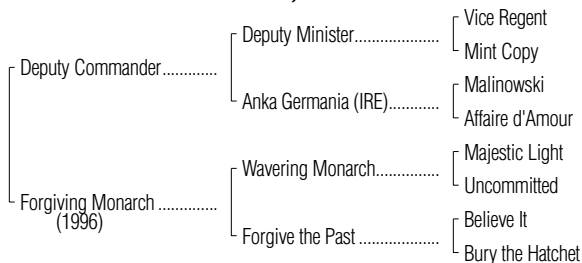 Vice Regent
Deputy Minister
Mint Copy
Deputy Commander
Malinowski
Anka Germania (IRE)
Affaire d'Amour
Majestic Light
Wavering Monarch
Uncommitted
Forgiving Monarch
(1996)
Believe It
Forgive the Past
Bury the Hatchet